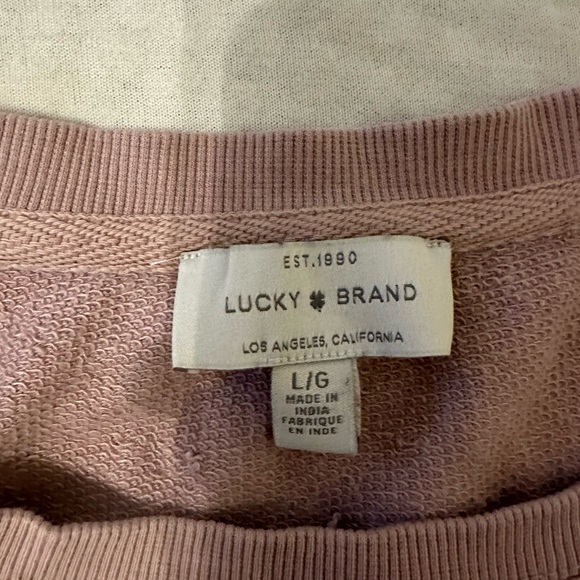 EST.1990
LUCKY BRAND
LOS ANGELES, CALIFORNIA
L/G
MADE IN
INDIA
FABRIQUE
EN INDE